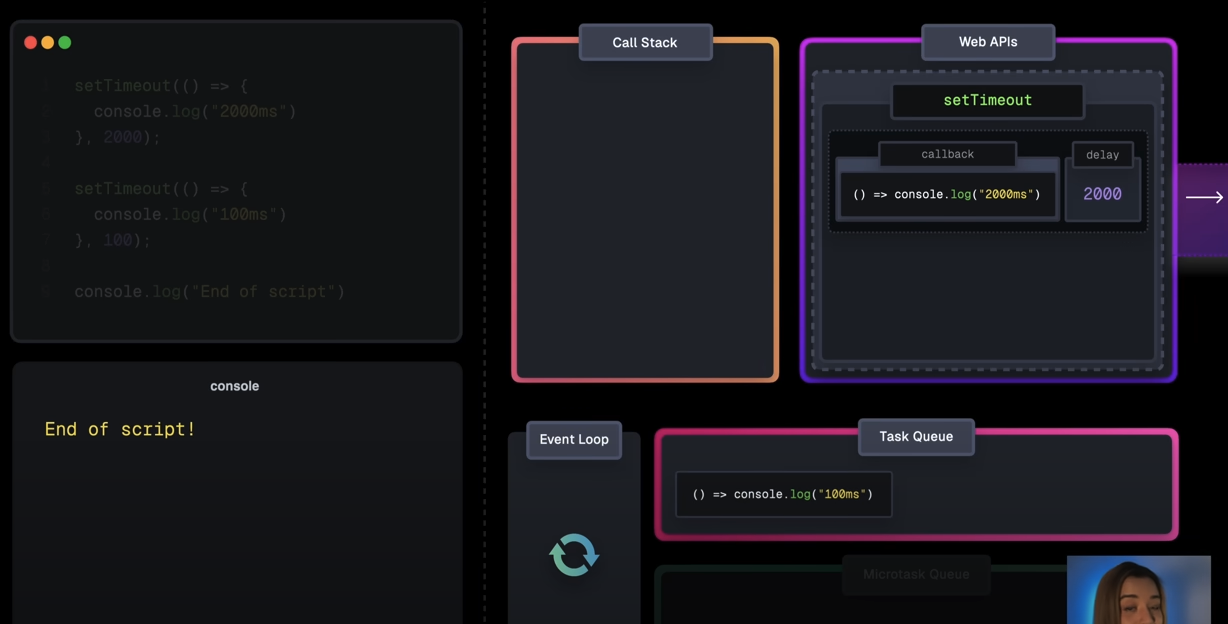 setTimeout(() => {
console.log("2000ms")
}, 2000);
setTimeout(() => {
console.log("100ms")
}, 100);
console.log("End of script")
console
End of script!
Call Stack
Web APIs
setTimeout
callback
delay
() => console.log("2000ms")
2000
Event Loop
Task Queue
() => console.log("100ms")
Microtask Queue